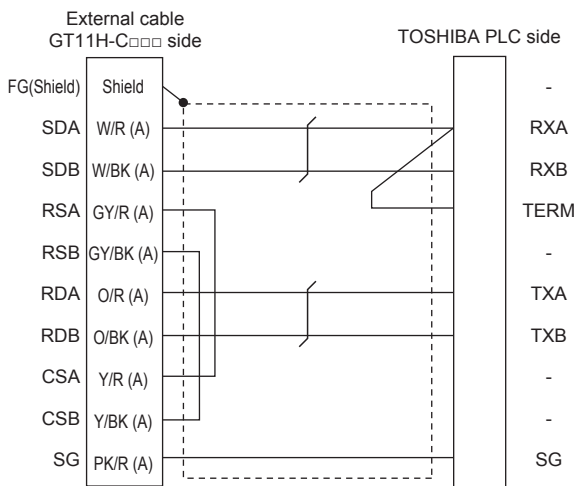 External cable
GT11H-C□□□ side
TOSHIBA PLC side
FG(Shield) Shield -
SDA W/R (A) RXA
SDB W/BK (A) RXB
RSA GY/R (A) TERM
RSB GY/BK (A) -
RDA O/R (A) TXA
RDB O/BK (A) TXB
CSA Y/R (A) -
CSB Y/BK (A) -
SG PK/R (A) SG